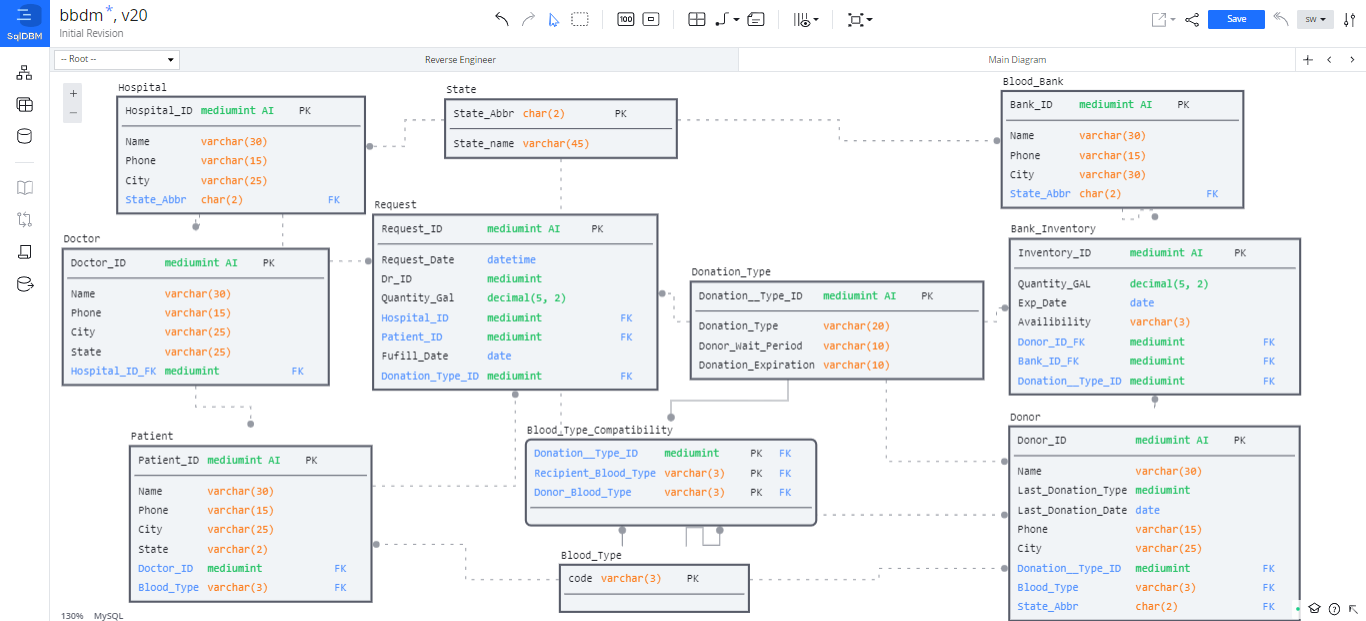 bbdm*, v20
Initial Revision
SqlDBM
100
Save
sw
-- Root --
Reverse Engineer
Main Diagram
Hospital
Hospital_ID mediumint AI PK
Name varchar(30)
Phone varchar(15)
City varchar(25)
State_Abbr char(2) FK
State
State_Abbr char(2) PK
State_name varchar(45)
Blood_Bank
Bank_ID mediumint AI PK
Name varchar(30)
Phone varchar(15)
City varchar(30)
State_Abbr char(2) FK
Doctor
Doctor_ID mediumint AI PK
Name varchar(30)
Phone varchar(15)
City varchar(25)
State varchar(25)
Hospital_ID_FK mediumint FK
Request
Request_ID mediumint AI PK
Request_Date datetime
Dr_ID mediumint
Quantity_Gal decimal(5, 2)
Hospital_ID mediumint FK
Patient_ID mediumint FK
Fufill_Date date
Donation_Type_ID mediumint FK
Donation_Type
Donation__Type_ID mediumint AI PK
Donation_Type varchar(20)
Donor_Wait_Period varchar(10)
Donation_Expiration varchar(10)
Bank_Inventory
Inventory_ID mediumint AI PK
Quantity_GAL decimal(5, 2)
Exp_Date date
Availibility varchar(3)
Donor_ID_FK mediumint FK
Bank_ID_FK mediumint FK
Donation__Type_ID mediumint FK
Patient
Patient_ID mediumint AI PK
Name varchar(30)
Phone varchar(15)
City varchar(25)
State varchar(2)
Doctor_ID mediumint FK
Blood_Type varchar(3) FK
Blood_Type_Compatibility
Donation__Type_ID mediumint PK FK
Recipient_Blood_Type varchar(3) PK FK
Donor_Blood_Type varchar(3) PK FK
Blood_Type
code varchar(3) PK
Donor
Donor_ID mediumint AI PK
Name varchar(30)
Last_Donation_Type mediumint
Last_Donation_Date date
Phone varchar(15)
City varchar(25)
Donation__Type_ID mediumint FK
Blood_Type varchar(3) FK
State_Abbr char(2) FK
130% MySQL